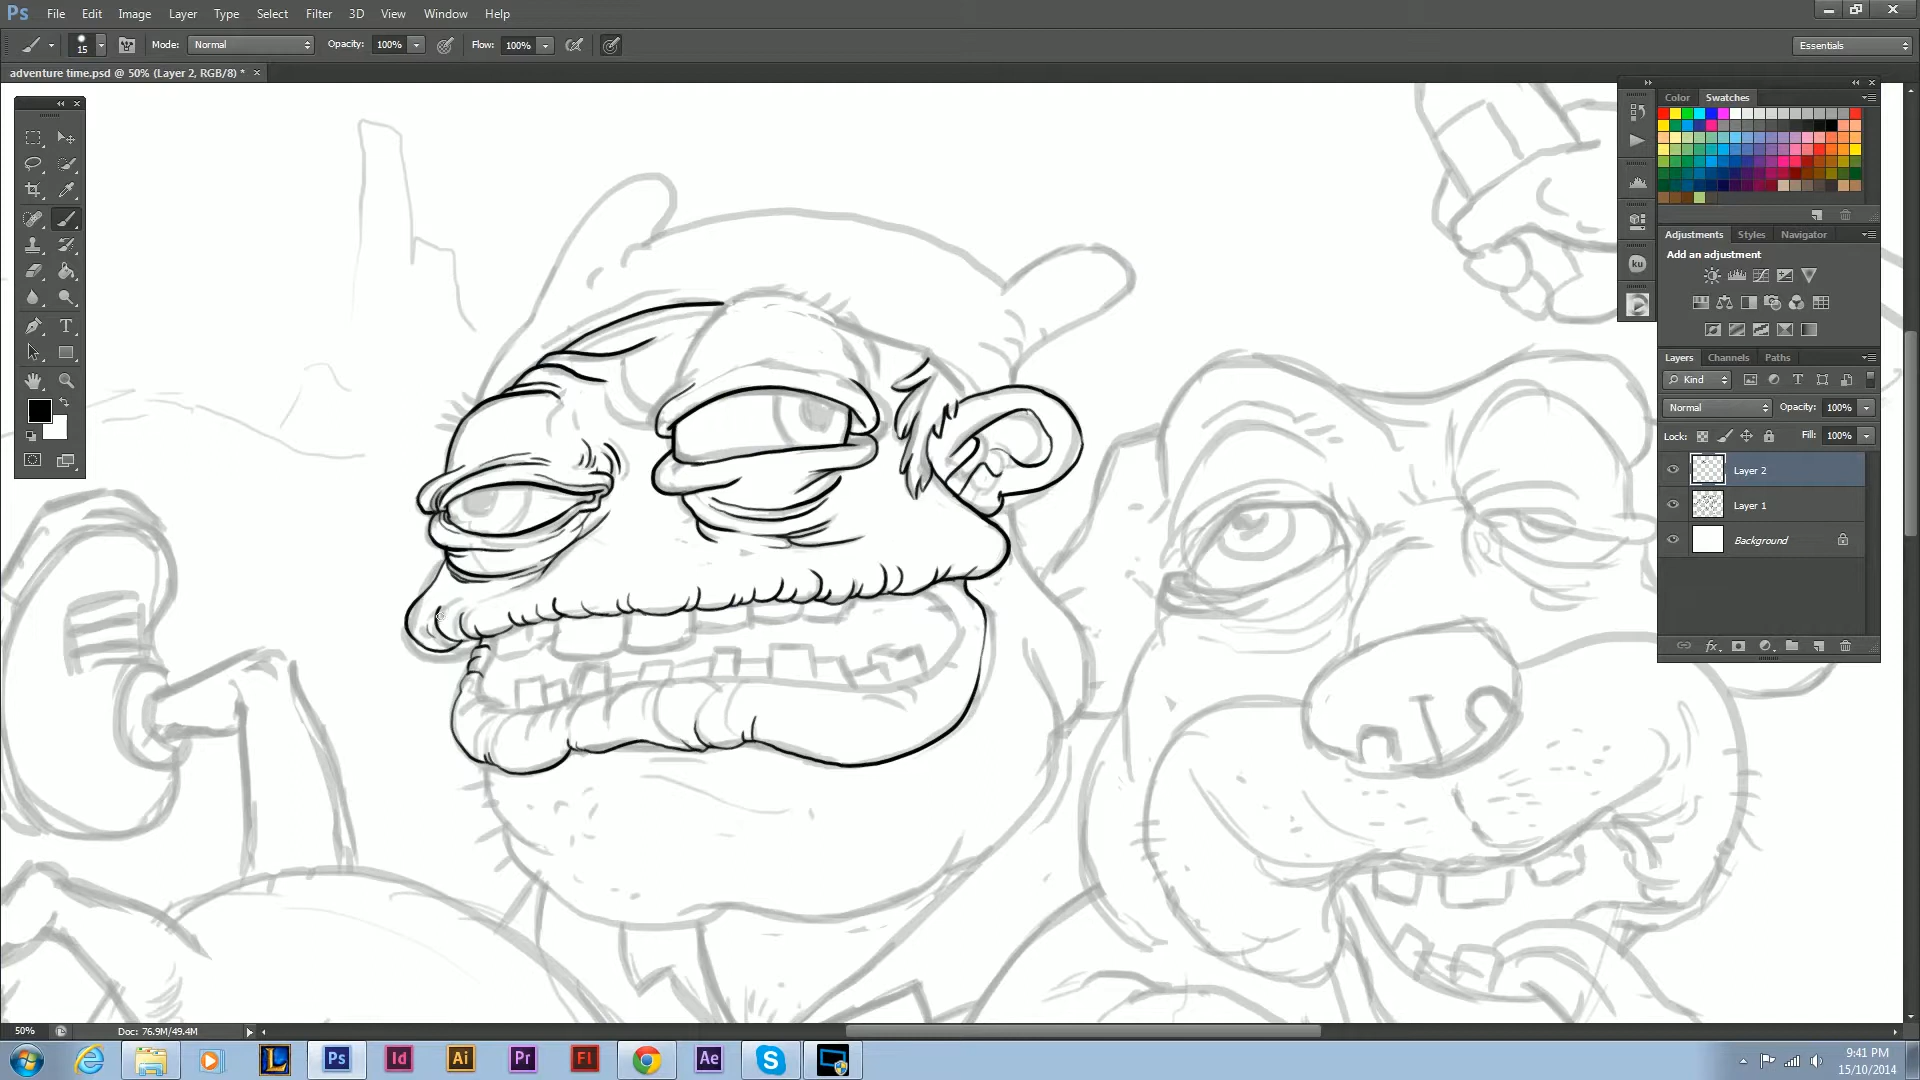 Ps File Edit Image Layer Type Select Filter 3D View Window Help
15 Mode: Normal Opacity: 100% Flow: 100% Essentials
adventure time.psd @ 50% (Layer 2, RGB/8) *
Color Swatches
Adjustments Styles Navigator
Add an adjustment
ku
Layers Channels Paths
Kind
Normal Opacity: 100%
Lock: Fill: 100%
Layer 2
Layer 1
Background
fx
T
50% Doc: 76.9M/49.4M
L Ps Id Ai Pr Fl Ae S
9:41 PM
15/10/2014